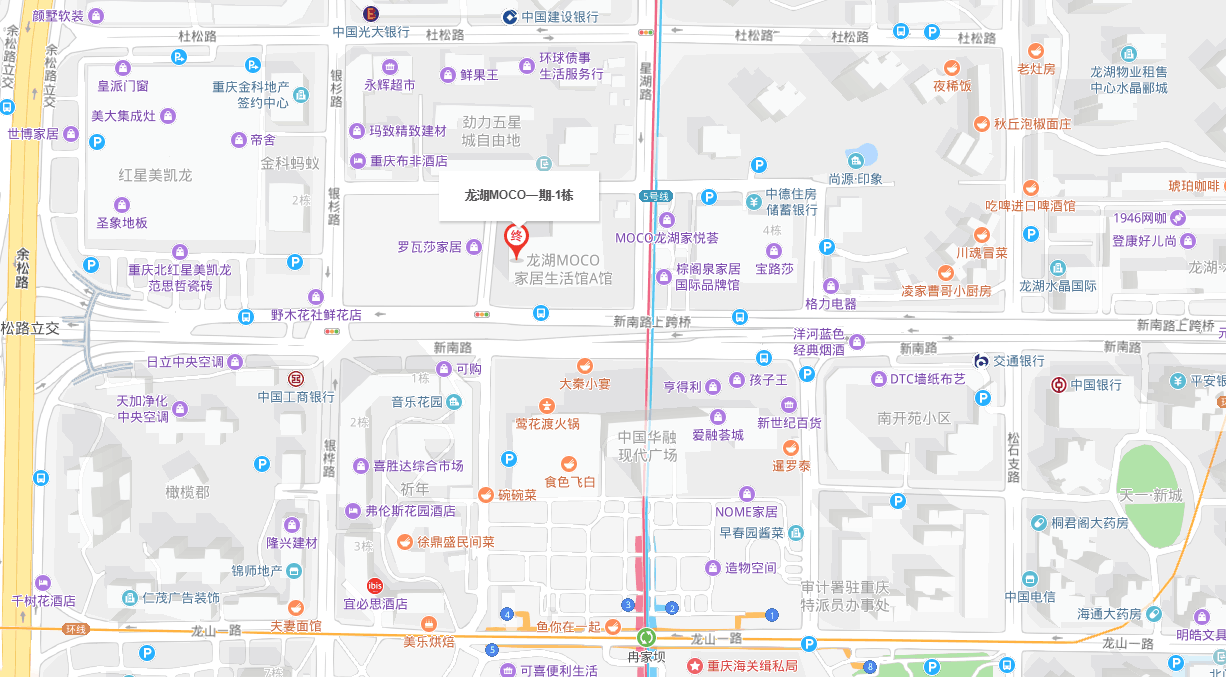 颜墅软装
中国光大银行
中国建设银行
杜松路
杜松路
杜松路
杜松路
杜松路
余松路立交
余松路立交
皇派门窗
重庆金科地产
签约中心
永辉超市
鲜果王
环球债事
生活服务行
银杉路
星湖路
老灶房
夜稀饭
龙湖物业租售
中心水晶郦城
美大集成灶
世博家居
帝舍
玛致精致建材
劲力五星
城自由地
秋丘泡椒面庄
红星美凯龙
金科蚂蚁
重庆布非酒店
尚源·印象
2栋
龙湖MOCO一期-1栋
5号线
中德住房
储蓄银行
琥珀咖啡
吃啤进口啤酒馆
圣象地板
银杉路
1946网咖
登康好儿尚
MOCO龙湖家悦荟
4栋
罗瓦莎家居
终
余松路
重庆北红星美凯龙
范思哲瓷砖
龙湖MOCO
家居生活馆A馆
棕阁泉家居
国际品牌馆
宝路莎
川魂冒菜
龙湖
凌家曹哥小厨房
龙湖水晶国际
格力电器
野木花社鲜花店
松路立交
新南路上跨桥
新南路上跨桥
新南路
洋河蓝色
经典烟酒
新南路
新南路
日立中央空调
可购
大秦小宴
1栋
孩子王
亨得利
DTC墙纸布艺
交通银行
中国银行
平安银
中国工商银行
天加净化
中央空调
音乐花园
莺花渡火锅
爱融荟城
新世纪百货
南开苑小区
2栋
中国华融
现代广场
银桦路
松石支路
喜胜达综合市场
食色飞白
暹罗泰
橄榄郡
祈年
碗碗菜
天一·新城
弗伦斯花园酒店
NOME家居
隆兴建材
早春园酱菜
桐君阁大药房
3栋
徐鼎盛民间菜
锦师地产
造物空间
千树花酒店
仁茂广告装饰
ibis
宜必思酒店
审计署驻重庆
特派员办事处
中国电信
夫妻面馆
4
3
2
1
海通大药房
环线
龙山一路
美乐烘焙
鱼你在一起
龙山一路
龙山一路
明皓文具
5
冉家坝
可喜便利生活
重庆海关缉私局
8